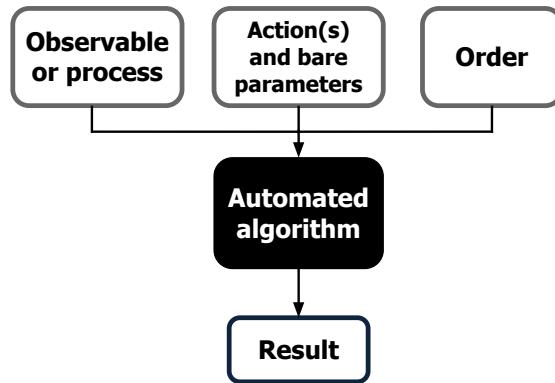 Observable
or process
Action(s)
and bare
parameters
Order
Automated
algorithm
Result